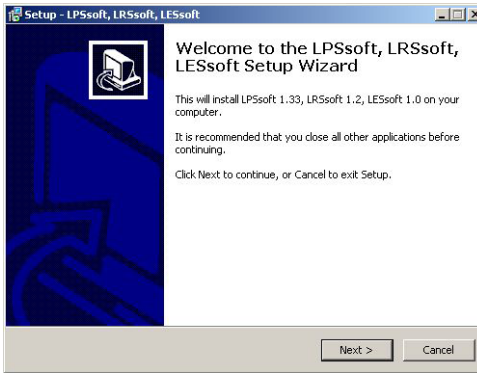 Setup - LPSsoft, LRSsoft, LESsoft
Welcome to the LPSsoft, LRSsoft,
LESsoft Setup Wizard
This will install LPSsoft 1.33, LRSsoft 1.2, LESsoft 1.0 on your
computer.
It is recommended that you close all other applications before
continuing.
Click Next to continue, or Cancel to exit Setup.
Next >
Cancel